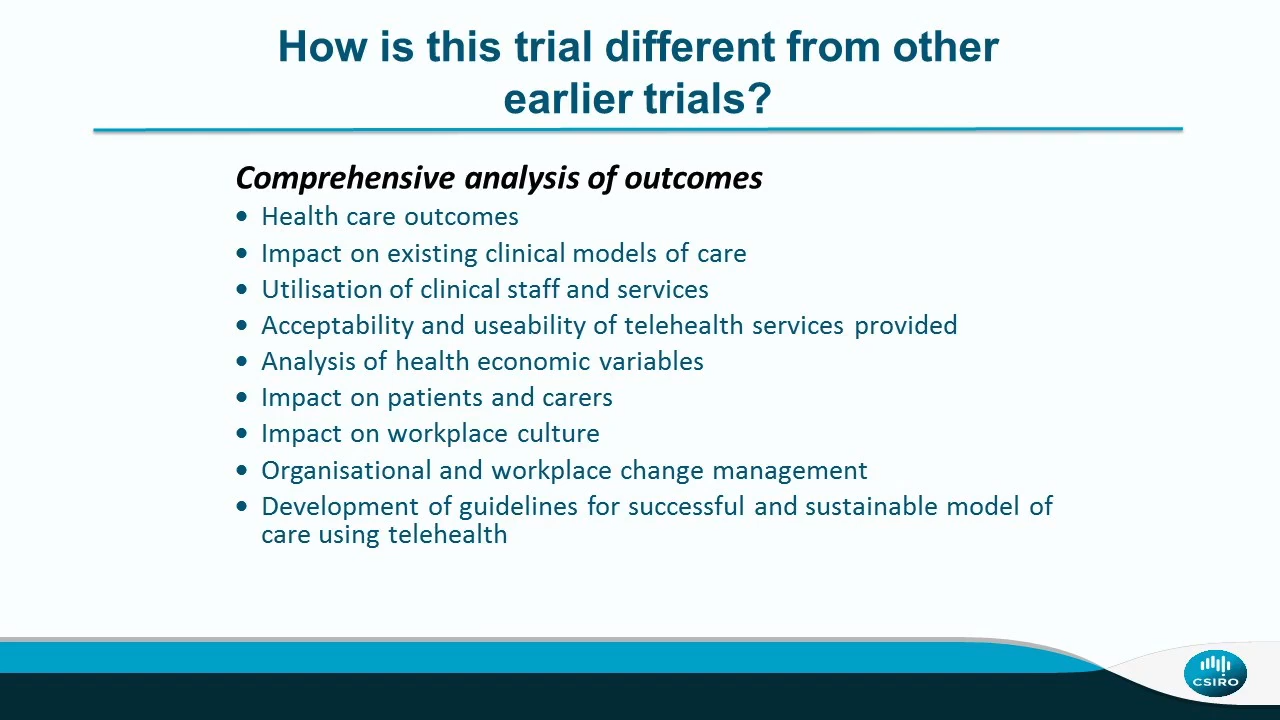 How is this trial different from other
earlier trials?
Comprehensive analysis of outcomes
• Health care outcomes
• Impact on existing clinical models of care
• Utilisation of clinical staff and services
• Acceptability and useability of telehealth services provided
• Analysis of health economic variables
• Impact on patients and carers
• Impact on workplace culture
• Organisational and workplace change management
• Development of guidelines for successful and sustainable model of
care using telehealth
CSIRO